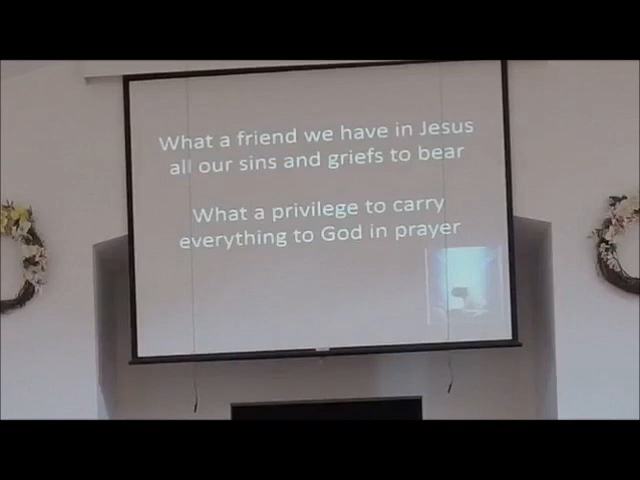 What a friend we have in Jesus
all our sins and griefs to bear
What a privilege to carry
everything to God in prayer